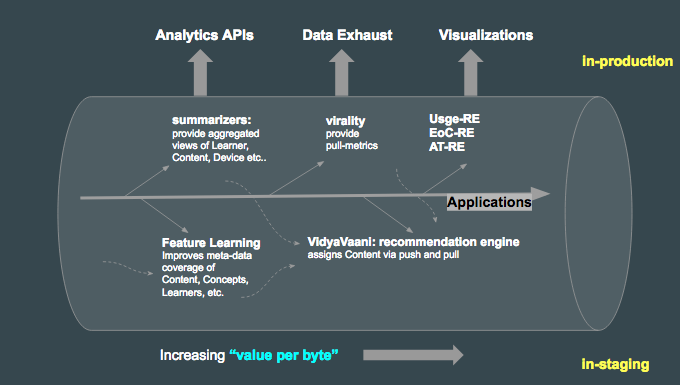 Analytics APIs
Data Exhaust
Visualizations
in-production
summarizers:
provide aggregated
views of Learner,
Content, Device etc..
virality
provide
pull-metrics
Usge-RE
EoC-RE
AT-RE
Applications
Feature Learning
Improves meta-data
coverage of
Content, Concepts,
Learners, etc.
VidyaVaani: recommendation engine
assigns Content via push and pull
Increasing “value per byte”
in-staging